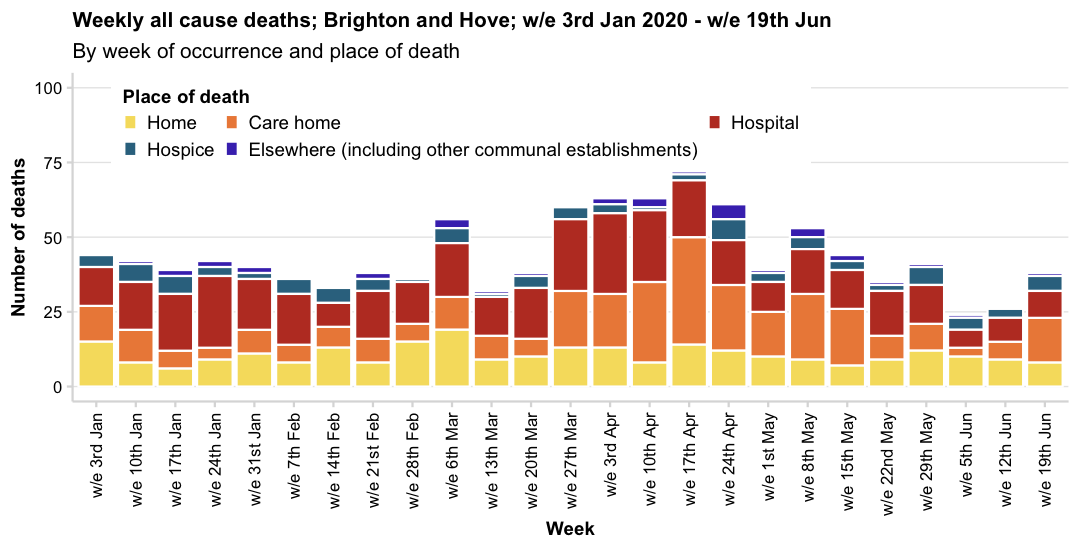 Weekly all cause deaths; Brighton and Hove; w/e 3rd Jan 2020 - w/e 19th Jun
By week of occurrence and place of death
Number of deaths
100
75
50
25
0
Place of death
Home Care home Hospital
Hospice Elsewhere (including other communal establishments)
w/e 3rd Jan
w/e 10th Jan
w/e 17th Jan
w/e 24th Jan
w/e 31st Jan
w/e 7th Feb
w/e 14th Feb
w/e 21st Feb
w/e 28th Feb
w/e 6th Mar
w/e 13th Mar
w/e 20th Mar
w/e 27th Mar
w/e 3rd Apr
w/e 10th Apr
w/e 17th Apr
w/e 24th Apr
w/e 1st May
w/e 8th May
w/e 15th May
w/e 22nd May
w/e 29th May
w/e 5th Jun
w/e 12th Jun
w/e 19th Jun
Week